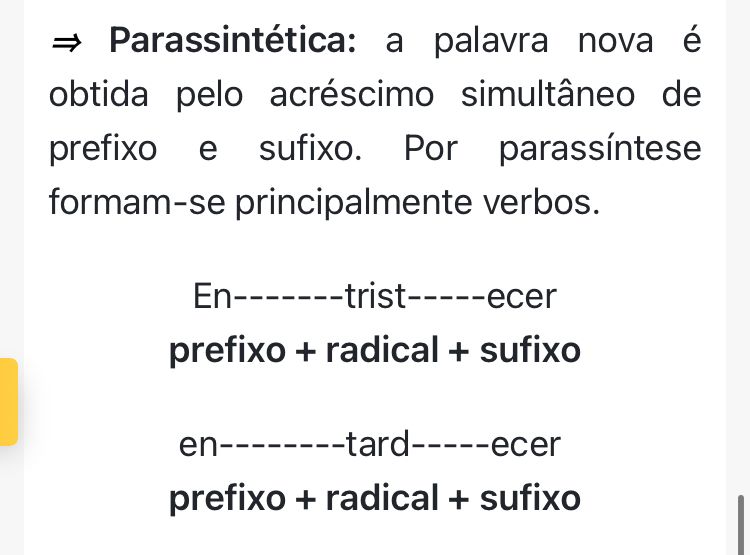 ⇒ Parassintética: a palavra nova é
obtida pelo acréscimo simultâneo de
prefixo e sufixo. Por parassíntese
formam-se principalmente verbos.
En-------trist-----ecer
prefixo + radical + sufixo
en--------tard-----ecer
prefixo + radical + sufixo